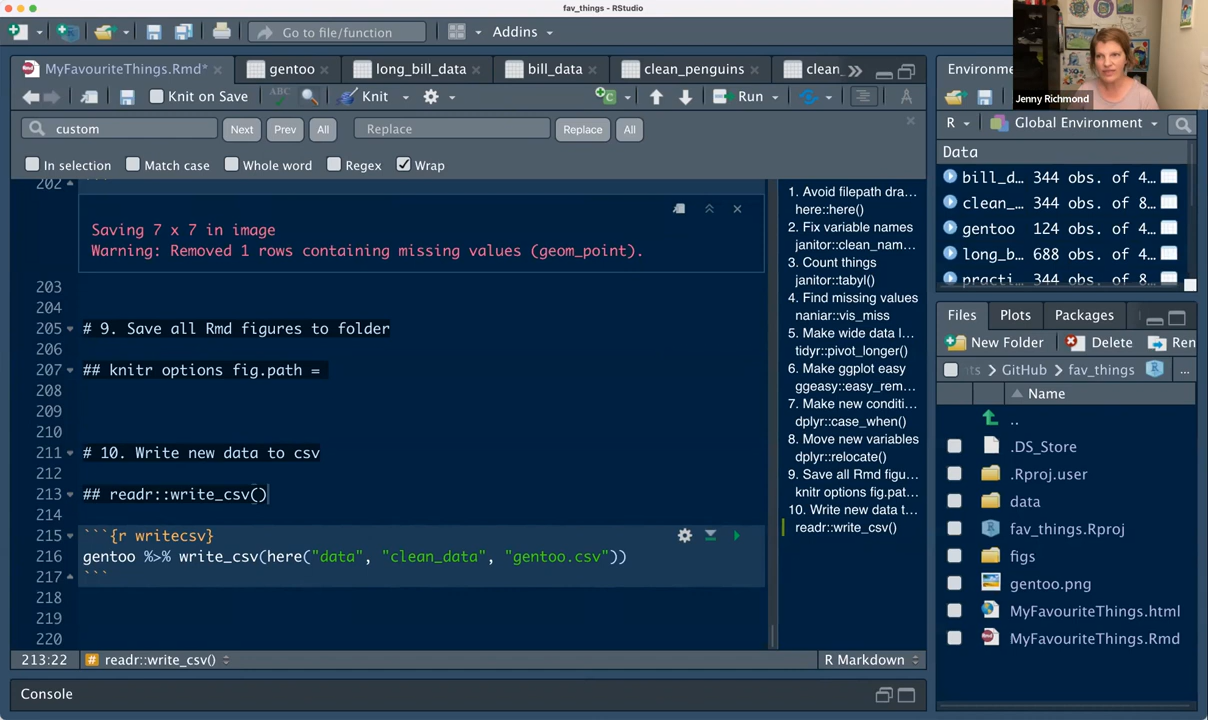 fav_things - RStudio
Go to file/function
Addins
MyFavouriteThings.Rmd*
gentoo
long_bill_data
bill_data
clean_penguins
clean
Knit on Save
ABC
Knit
Run
custom
Next
Prev
All
Replace
Replace
All
In selection
Match case
Whole word
Regex
Wrap
202
Saving 7 x 7 in image
Warning: Removed 1 rows containing missing values (geom_point).
203
204
205 # 9. Save all Rmd figures to folder
206
207 ## knitr options fig.path =
208
209
210
211 # 10. Write new data to csv
212
213 ## readr::write_csv()
214
215 ```{r writecsv}
216 gentoo %>% write_csv(here("data", "clean_data", "gentoo.csv"))
217 ```
218
219
220
213:22 # readr::write_csv() R Markdown
Console
1. Avoid filepath dra...
here::here()
2. Fix variable names
janitor::clean_nam...
3. Count things
janitor::tabyl()
4. Find missing values
naniar::vis_miss
5. Make wide data l...
tidyr::pivot_longer()
6. Make ggplot easy
ggeasy::easy_rem...
7. Make new conditi...
dplyr::case_when()
8. Move new variables
dplyr::relocate()
9. Save all Rmd figu...
knitr options fig.pat...
10. Write new data t...
readr::write_csv()
Jenny Richmond
Environme
R Global Environment
Data
bill_d... 344 obs. of 4...
clean_... 344 obs. of 8...
gentoo 124 obs. of 4...
long_b... 688 obs. of 4...
practi... 344 obs. of 8...
Files
Plots
Packages
New Folder
Delete
Ren
nts > GitHub > fav_things ...
Name
..
.DS_Store
.Rproj.user
data
fav_things.Rproj
figs
gentoo.png
MyFavouriteThings.html
MyFavouriteThings.Rmd